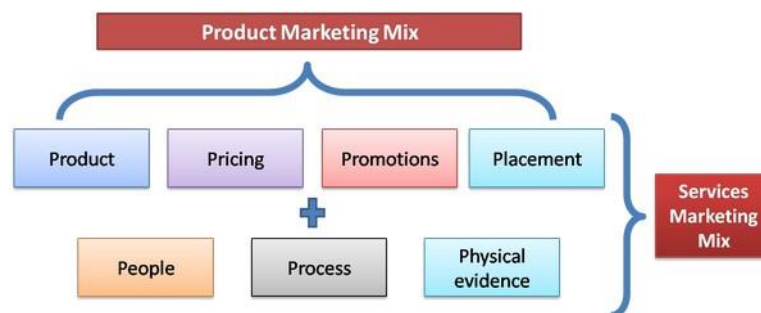 Product Marketing Mix
Product
Pricing
Promotions
Placement
Services
Marketing
Mix
People
Process
Physical
evidence